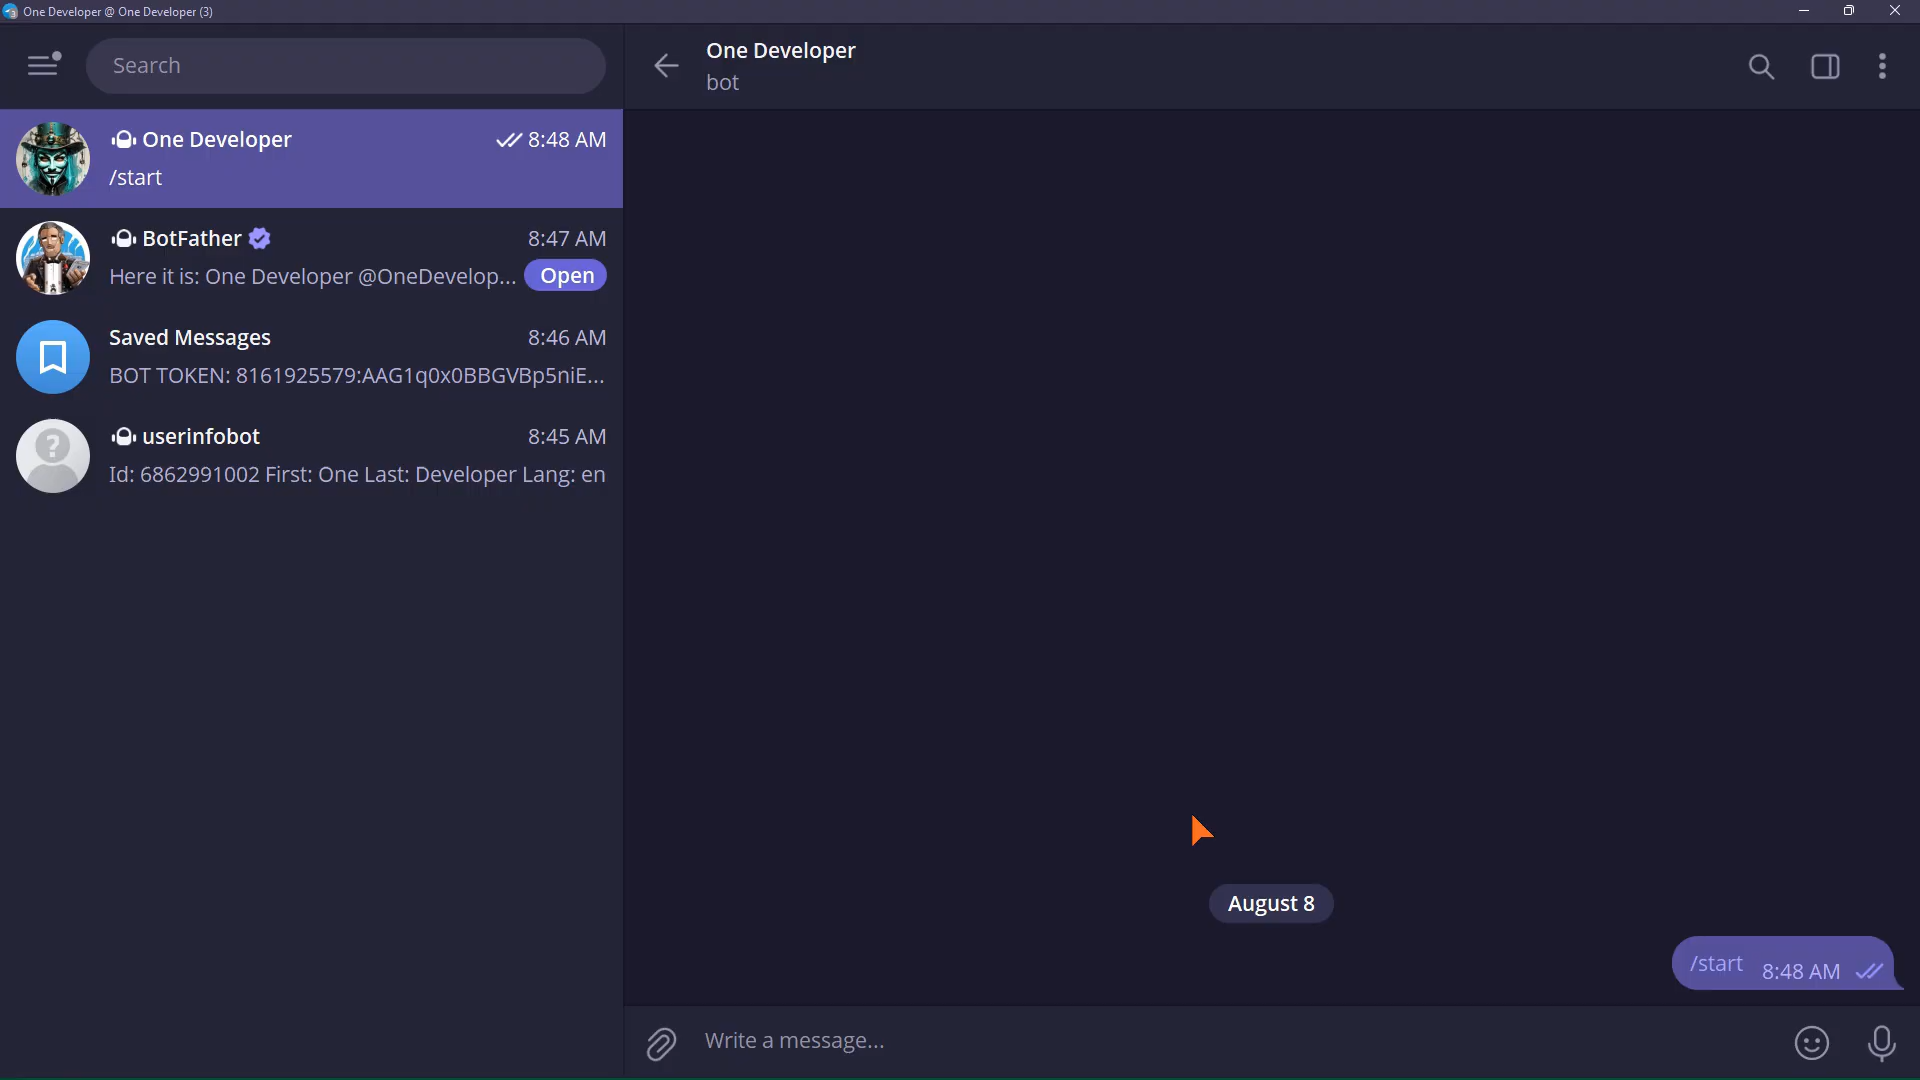 One Developer @ One Developer (3)
Search
One Developer
bot
One Developer 8:48 AM
/start
BotFather 8:47 AM
Here it is: One Developer @OneDevelop... Open
Saved Messages 8:46 AM
BOT TOKEN: 8161925579:AAG1q0x0BBGVBp5niE...
userinfobot 8:45 AM
Id: 6862991002 First: One Last: Developer Lang: en
August 8
/start 8:48 AM
Write a message...